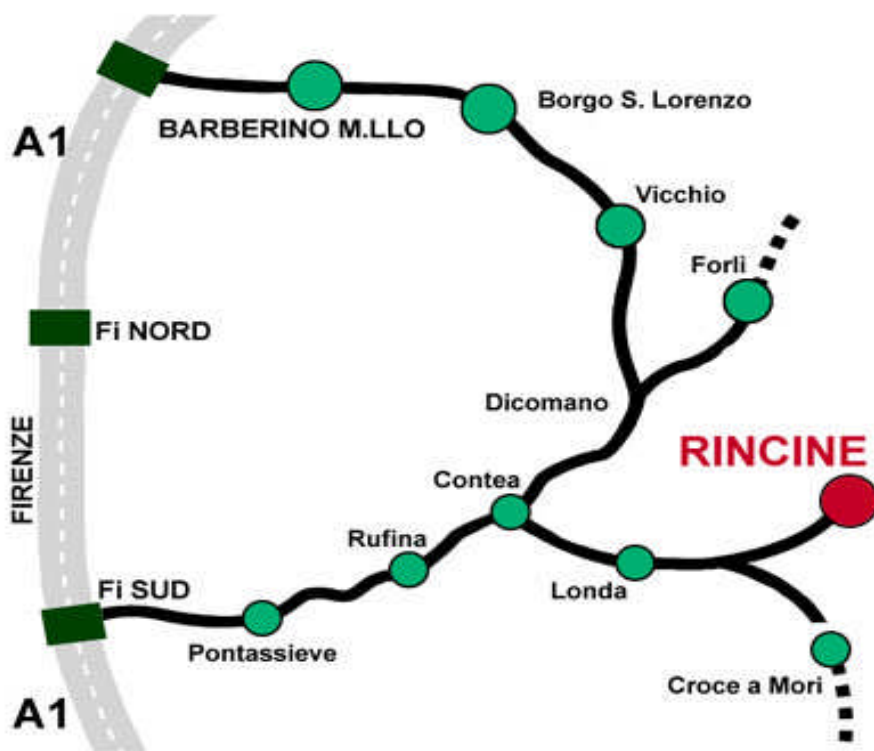 Borgo S. Lorenzo
BARBERINO M.LLO
A1
Vicchio
Forlì
Fi NORD
Dicomano
RINCINE
FIRENZE
Contea
Rufina
Fi SUD
Londa
Pontassieve
Croce a Mori
A1